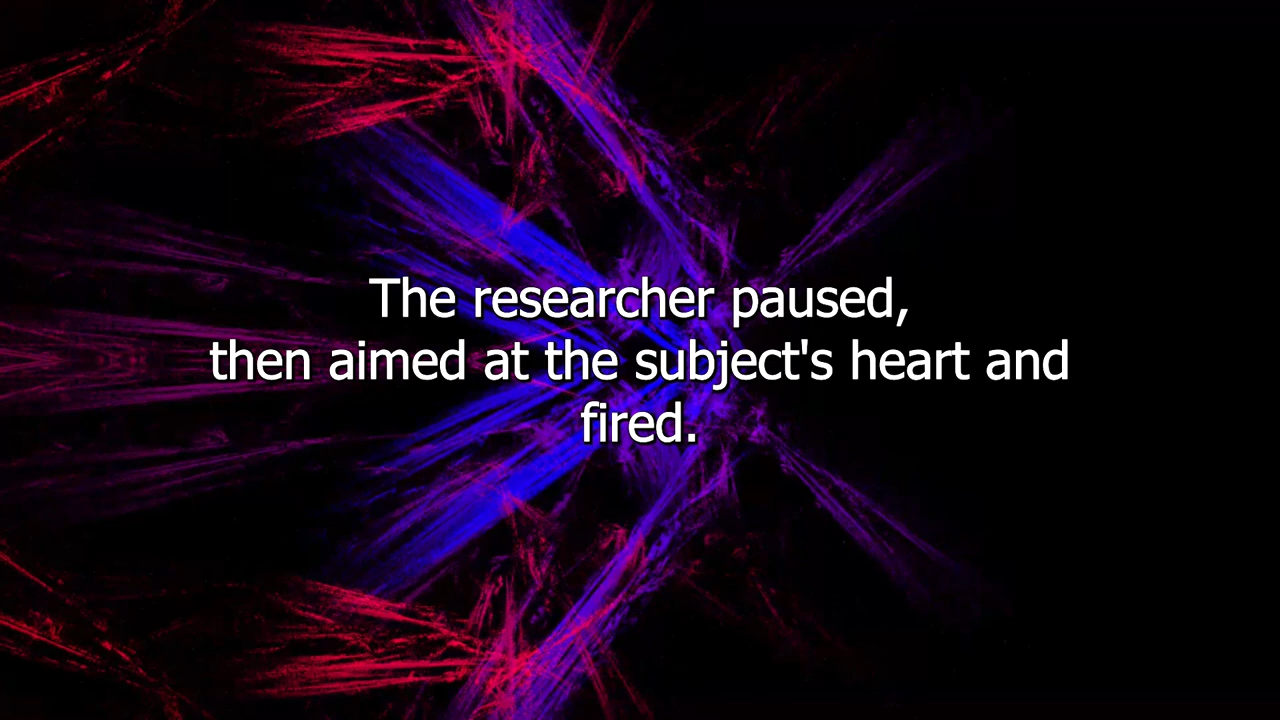 The researcher paused,
then aimed at the subject's heart and
fired.